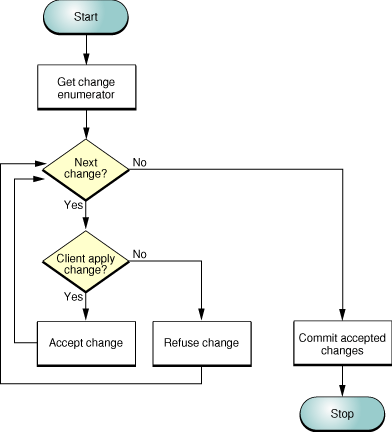 Start
Get change
enumerator
Next
change?
No
Yes
Client apply
change?
No
Yes
Accept change
Refuse change
Commit accepted
changes
Stop